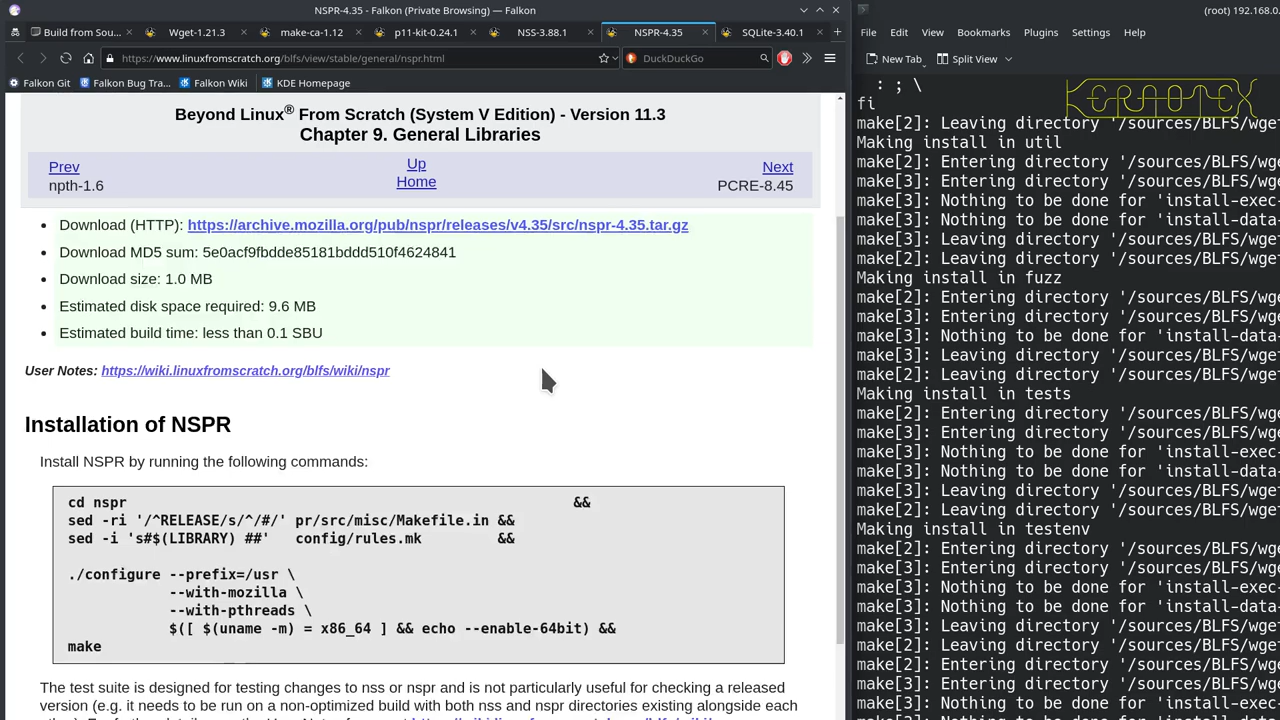 NSPR-4.35 — Falkon (Private Browsing) — Falkon
Build from Sou...
Wget-1.21.3
make-ca-1.12
p11-kit-0.24.1
NSS-3.88.1
NSPR-4.35
SQLite-3.40.1
https://www.linuxfromscratch.org/blfs/view/stable/general/nspr.html
DuckDuckGo
Falkon Git
Falkon Bug Tra...
Falkon Wiki
KDE Homepage
Beyond Linux® From Scratch (System V Edition) - Version 11.3
Chapter 9. General Libraries
Prev
npth-1.6
Up
Home
Next
PCRE-8.45
Download (HTTP): https://archive.mozilla.org/pub/nspr/releases/v4.35/src/nspr-4.35.tar.gz
Download MD5 sum: 5e0acf9fbdde85181bddd510f4624841
Download size: 1.0 MB
Estimated disk space required: 9.6 MB
Estimated build time: less than 0.1 SBU
User Notes: https://wiki.linuxfromscratch.org/blfs/wiki/nspr
Installation of NSPR
Install NSPR by running the following commands:
cd nspr &&
sed -ri '/^RELEASE/s/^/#/' pr/src/misc/Makefile.in &&
sed -i 's#$(LIBRARY) ##' config/rules.mk &&
./configure --prefix=/usr \
--with-mozilla \
--with-pthreads \
$([ $(uname -m) = x86_64 ] && echo --enable-64bit) &&
make
The test suite is designed for testing changes to nss or nspr and is not particularly useful for checking a released
version (e.g. it needs to be run on a non-optimized build with both nss and nspr directories existing alongside each
(root) 192.168.0.
File Edit View Bookmarks Plugins Settings Help
New Tab
Split View
: ; \
fi
KERNOTEX
make[2]: Leaving directory '/sources/BLFS/wget
Making install in util
make[2]: Entering directory '/sources/BLFS/wge
make[3]: Entering directory '/sources/BLFS/wge
make[3]: Nothing to be done for 'install-exec-
make[3]: Nothing to be done for 'install-data-
make[3]: Leaving directory '/sources/BLFS/wget
make[2]: Leaving directory '/sources/BLFS/wget
Making install in fuzz
make[2]: Entering directory '/sources/BLFS/wge
make[3]: Entering directory '/sources/BLFS/wge
make[3]: Nothing to be done for 'install-data-
make[3]: Leaving directory '/sources/BLFS/wget
make[2]: Leaving directory '/sources/BLFS/wget
Making install in tests
make[2]: Entering directory '/sources/BLFS/wge
make[3]: Entering directory '/sources/BLFS/wge
make[3]: Nothing to be done for 'install-exec-
make[3]: Nothing to be done for 'install-data-
make[3]: Leaving directory '/sources/BLFS/wget
make[2]: Leaving directory '/sources/BLFS/wget
Making install in testenv
make[2]: Entering directory '/sources/BLFS/wge
make[3]: Entering directory '/sources/BLFS/wge
make[3]: Nothing to be done for 'install-exec-
make[3]: Nothing to be done for 'install-data-
make[3]: Leaving directory '/sources/BLFS/wget
make[2]: Leaving directory '/sources/BLFS/wget
make[2]: Entering directory '/sources/BLFS/wge
make[3]: Entering directory '/sources/BLFS/wge
make[3]: Nothing to be done for 'install-exec-